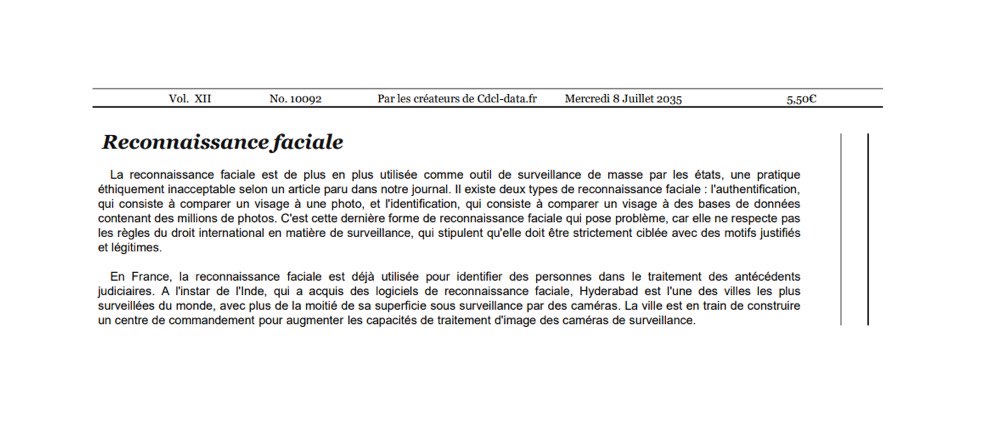 Vol. XII No. 10092 Par les créateurs de Cdcl-data.fr Mercredi 8 Juillet 2035 5,50€
Reconnaissance faciale
La reconnaissance faciale est de plus en plus utilisée comme outil de surveillance de masse par les états, une pratique
éthiquement inacceptable selon un article paru dans notre journal. Il existe deux types de reconnaissance faciale : l'authentification,
qui consiste à comparer un visage à une photo, et l'identification, qui consiste à comparer un visage à des bases de données
contenant des millions de photos. C'est cette dernière forme de reconnaissance faciale qui pose problème, car elle ne respecte pas
les règles du droit international en matière de surveillance, qui stipulent qu'elle doit être strictement ciblée avec des motifs justifiés
et légitimes.
En France, la reconnaissance faciale est déjà utilisée pour identifier des personnes dans le traitement des antécédents
judiciaires. A l'instar de l'Inde, qui a acquis des logiciels de reconnaissance faciale, Hyderabad est l'une des villes les plus
surveillées du monde, avec plus de la moitié de sa superficie sous surveillance par des caméras. La ville est en train de construire
un centre de commandement pour augmenter les capacités de traitement d'image des caméras de surveillance.